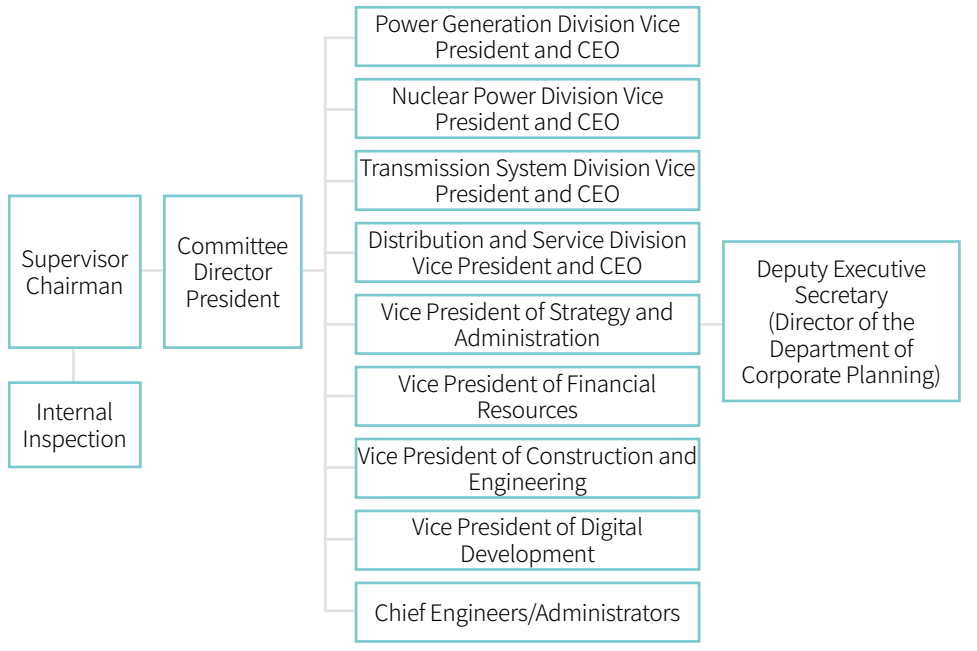 Supervisor
Chairman
Internal
Inspection
Committee
Director
President
Power Generation Division Vice
President and CEO
Nuclear Power Division Vice
President and CEO
Transmission System Division Vice
President and CEO
Distribution and Service Division
Vice President and CEO
Vice President of Strategy and
Administration
Vice President of Financial
Resources
Vice President of Construction and
Engineering
Vice President of Digital
Development
Chief Engineers/Administrators
Deputy Executive
Secretary
(Director of the
Department of
Corporate Planning)